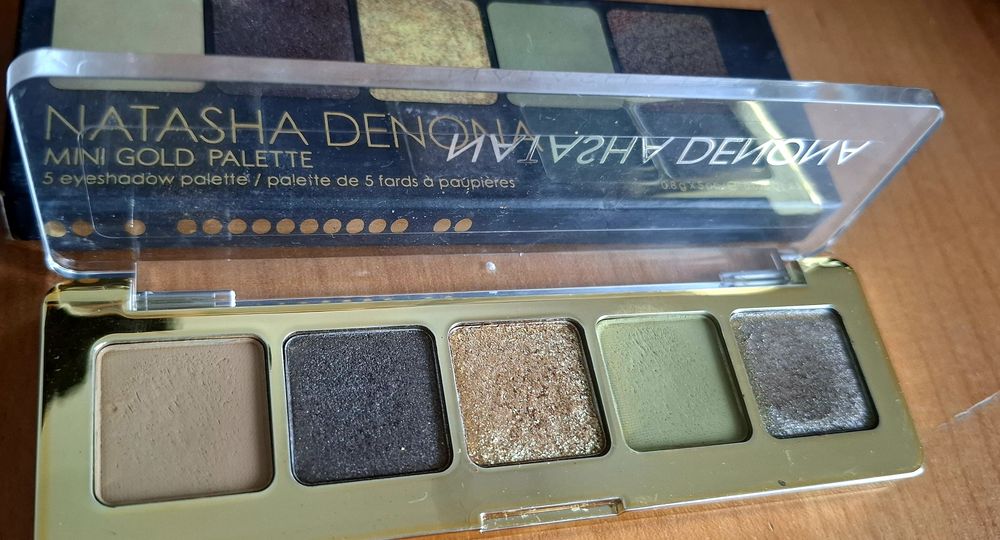 NATASHA DENONA
MINI GOLD PALETTE
5 eyeshadow palette / palette de 5 fards à paupières
NATASHA DENONA